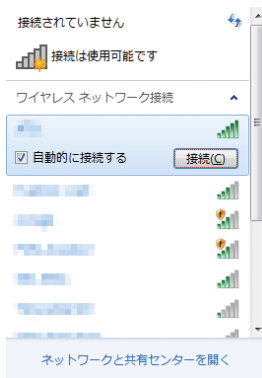 接続されていません
接続は使用可能です
ワイヤレス ネットワーク接続
自動的に接続する
接続(C)
ネットワークと共有センターを開く